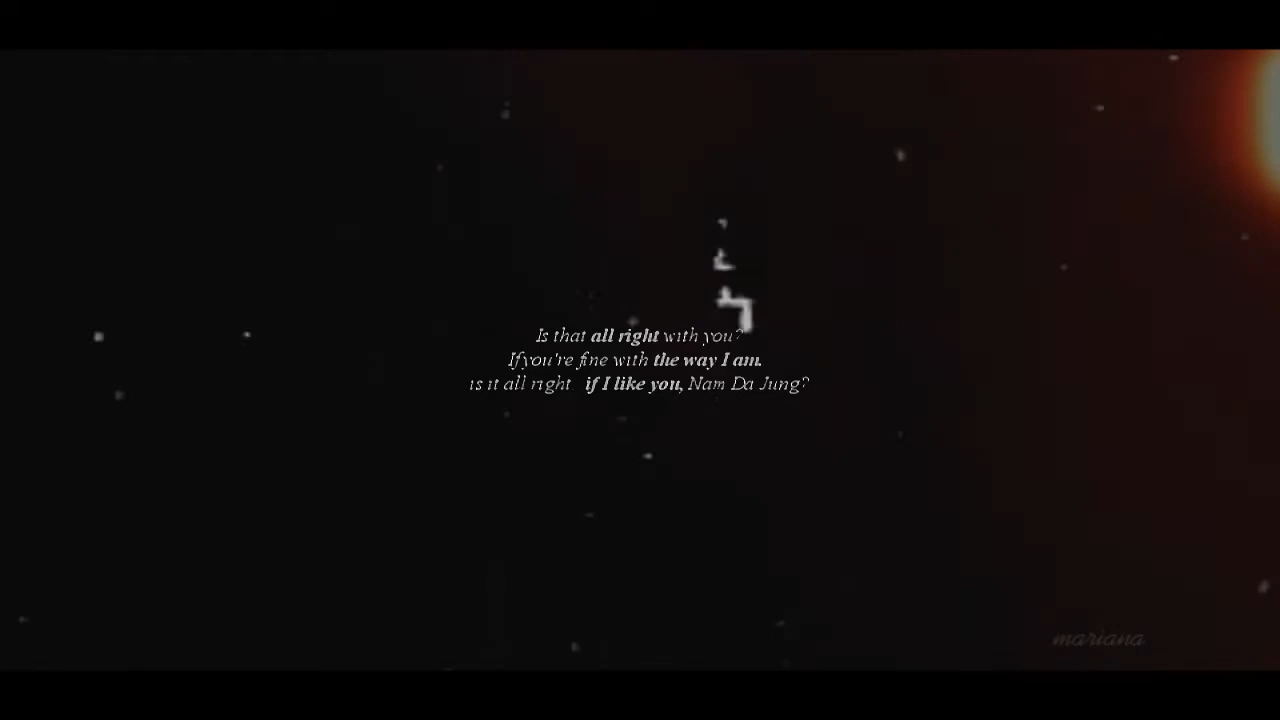 Is that all right with you?
If you're fine with the way I am.
is it all right if I like you, Nam Da Jung?
mariana